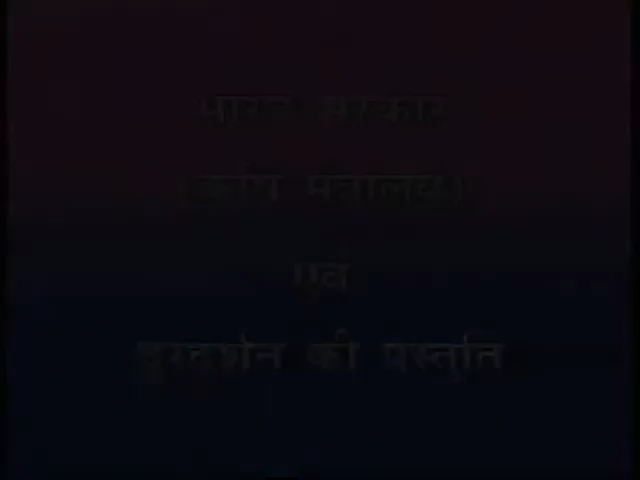 भारत सरकार
(कृषि मंत्रालय)
एवं
दूरदर्शन की प्रस्तुति